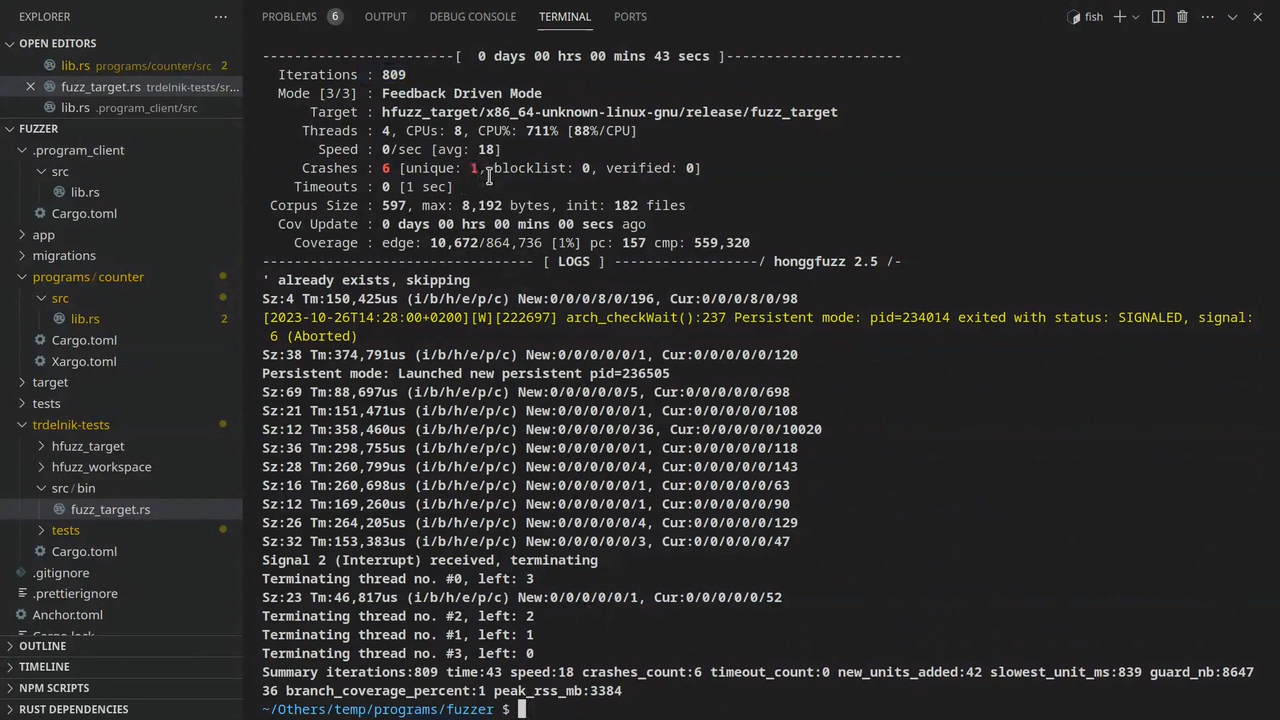 EXPLORER
OPEN EDITORS
lib.rs programs/counter/src 2
fuzz_target.rs trdelnik-tests/sr...
lib.rs .program_client/src
FUZZER
.program_client
src
lib.rs
Cargo.toml
app
migrations
programs/counter
src
lib.rs 2
Cargo.toml
Xargo.toml
target
tests
trdelnik-tests
hfuzz_target
hfuzz_workspace
src/bin
fuzz_target.rs
tests
Cargo.toml
.gitignore
.prettierignore
Anchor.toml
Cargo.lock
OUTLINE
TIMELINE
NPM SCRIPTS
RUST DEPENDENCIES
PROBLEMS 6 OUTPUT DEBUG CONSOLE TERMINAL PORTS fish
------------------------[  0 days 00 hrs 00 mins 43 secs ]----------------------
Iterations : 809
Mode [3/3] : Feedback Driven Mode
Target : hfuzz_target/x86_64-unknown-linux-gnu/release/fuzz_target
Threads : 4, CPUs: 8, CPU%: 711% [88%/CPU]
Speed : 0/sec [avg: 18]
Crashes : 6 [unique: 1, blocklist: 0, verified: 0]
Timeouts : 0 [1 sec]
Corpus Size : 597, max: 8,192 bytes, init: 182 files
Cov Update : 0 days 00 hrs 00 mins 00 secs ago
Coverage : edge: 10,672/864,736 [1%] pc: 157 cmp: 559,320
---------------------------------- [ LOGS ] ------------------/ honggfuzz 2.5 /-
' already exists, skipping
Sz:4 Tm:150,425us (i/b/h/e/p/c) New:0/0/0/8/0/196, Cur:0/0/0/8/0/98
[2023-10-26T14:28:00+0200][W][222697] arch_checkWait():237 Persistent mode: pid=234014 exited with status: SIGNALED, signal:
6 (Aborted)
Sz:38 Tm:374,791us (i/b/h/e/p/c) New:0/0/0/0/0/1, Cur:0/0/0/0/0/120
Persistent mode: Launched new persistent pid=236505
Sz:69 Tm:88,697us (i/b/h/e/p/c) New:0/0/0/0/0/5, Cur:0/0/0/0/0/698
Sz:21 Tm:151,471us (i/b/h/e/p/c) New:0/0/0/0/0/1, Cur:0/0/0/0/0/108
Sz:12 Tm:358,460us (i/b/h/e/p/c) New:0/0/0/0/0/36, Cur:0/0/0/0/0/10020
Sz:36 Tm:298,755us (i/b/h/e/p/c) New:0/0/0/0/0/1, Cur:0/0/0/0/0/118
Sz:28 Tm:260,799us (i/b/h/e/p/c) New:0/0/0/0/0/4, Cur:0/0/0/0/0/143
Sz:16 Tm:260,698us (i/b/h/e/p/c) New:0/0/0/0/0/1, Cur:0/0/0/0/0/63
Sz:12 Tm:169,260us (i/b/h/e/p/c) New:0/0/0/0/0/1, Cur:0/0/0/0/0/90
Sz:26 Tm:264,205us (i/b/h/e/p/c) New:0/0/0/0/0/4, Cur:0/0/0/0/0/129
Sz:32 Tm:153,383us (i/b/h/e/p/c) New:0/0/0/0/0/3, Cur:0/0/0/0/0/47
Signal 2 (Interrupt) received, terminating
Terminating thread no. #0, left: 3
Sz:23 Tm:46,817us (i/b/h/e/p/c) New:0/0/0/0/0/1, Cur:0/0/0/0/0/52
Terminating thread no. #2, left: 2
Terminating thread no. #1, left: 1
Terminating thread no. #3, left: 0
Summary iterations:809 time:43 speed:18 crashes_count:6 timeout_count:0 new_units_added:42 slowest_unit_ms:839 guard_nb:8647
36 branch_coverage_percent:1 peak_rss_mb:3384
~/Others/temp/programs/fuzzer $